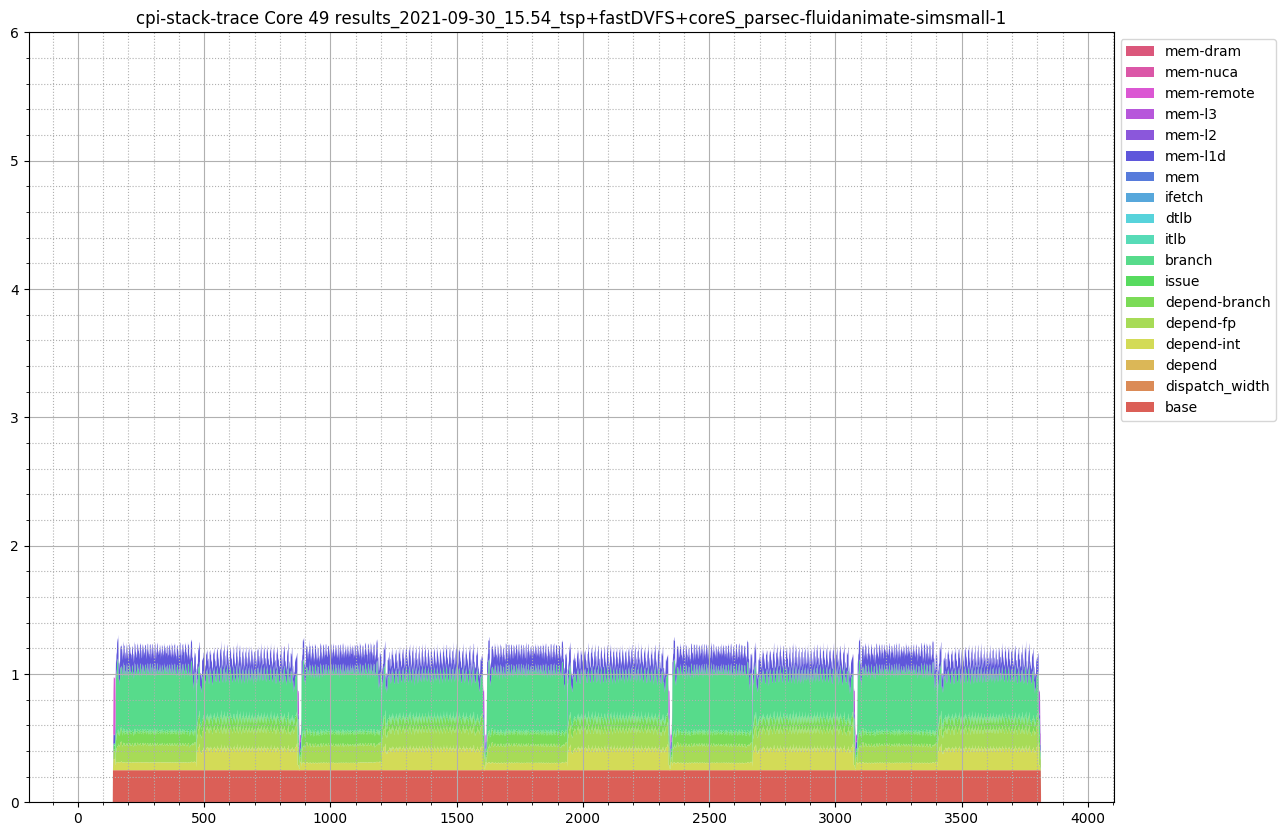 cpi-stack-trace Core 49 results_2021-09-30_15.54_tsp+fastDVFS+coreS_parsec-fluidanimate-simsmall-1
6
5
4
3
2
1
0
0 500 1000 1500 2000 2500 3000 3500 4000
mem-dram
mem-nuca
mem-remote
mem-l3
mem-l2
mem-l1d
mem
ifetch
dtlb
itlb
branch
issue
depend-branch
depend-fp
depend-int
depend
dispatch_width
base